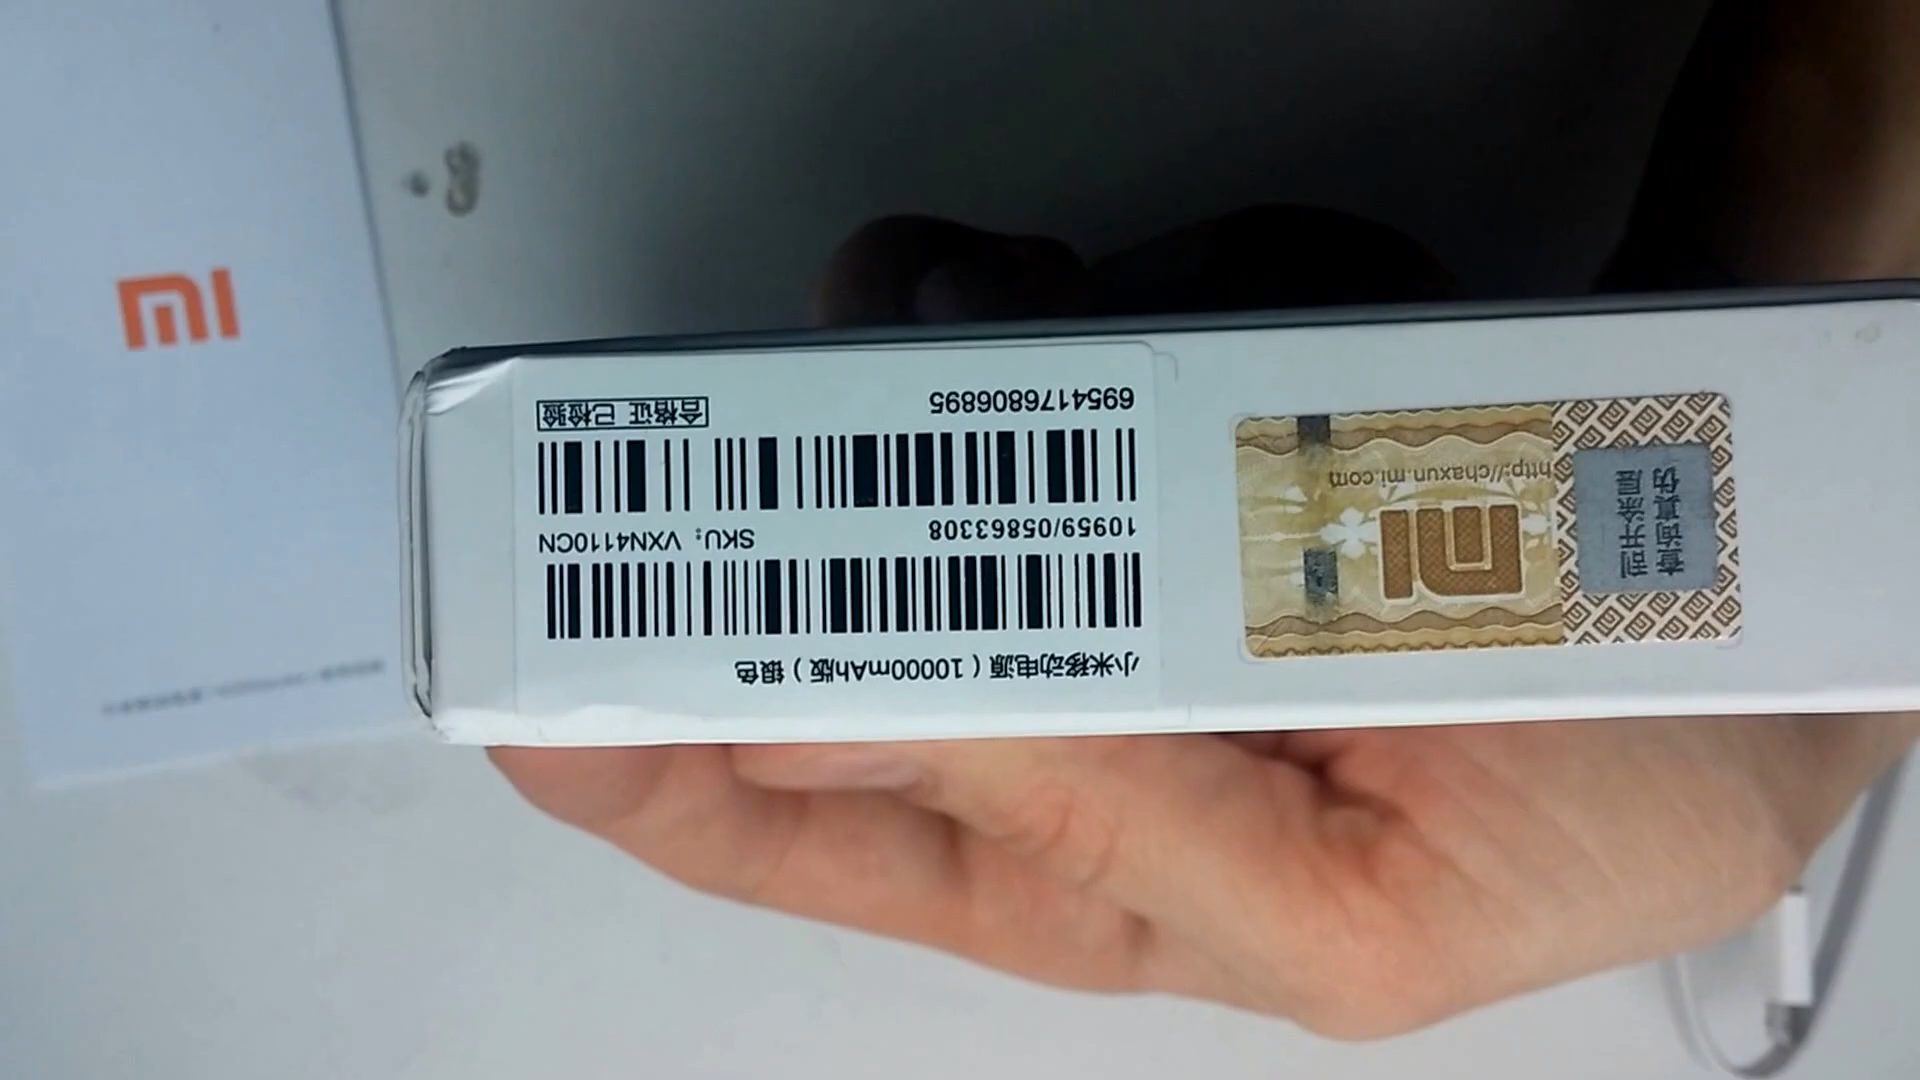 MI
小米移动电源（10000mAh版）银色
10959/05863308 SKU：VXN4110CN
6954176806895 合格证 已检验
刮开涂层
查询真伪
MI
http://chaxun.mi.com